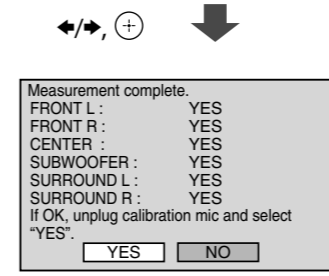 ←/→, +
Measurement complete.
FRONT L : YES
FRONT R : YES
CENTER : YES
SUBWOOFER : YES
SURROUND L : YES
SURROUND R : YES
If OK, unplug calibration mic and select
“YES”.
YES NO